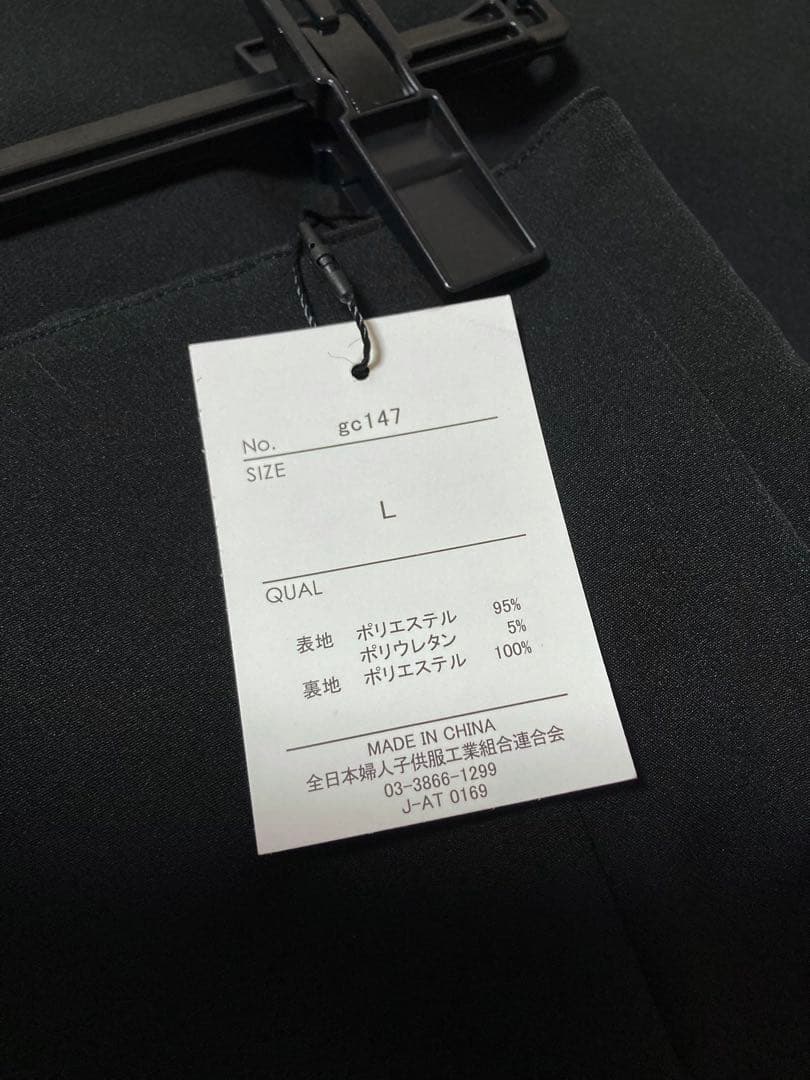 No. gc147
SIZE
L
QUAL
表地 ポリエステル 95%
ポリウレタン 5%
裏地 ポリエステル 100%
MADE IN CHINA
全日本婦人子供服工業組合連合会
03-3866-1299
J-AT 0169